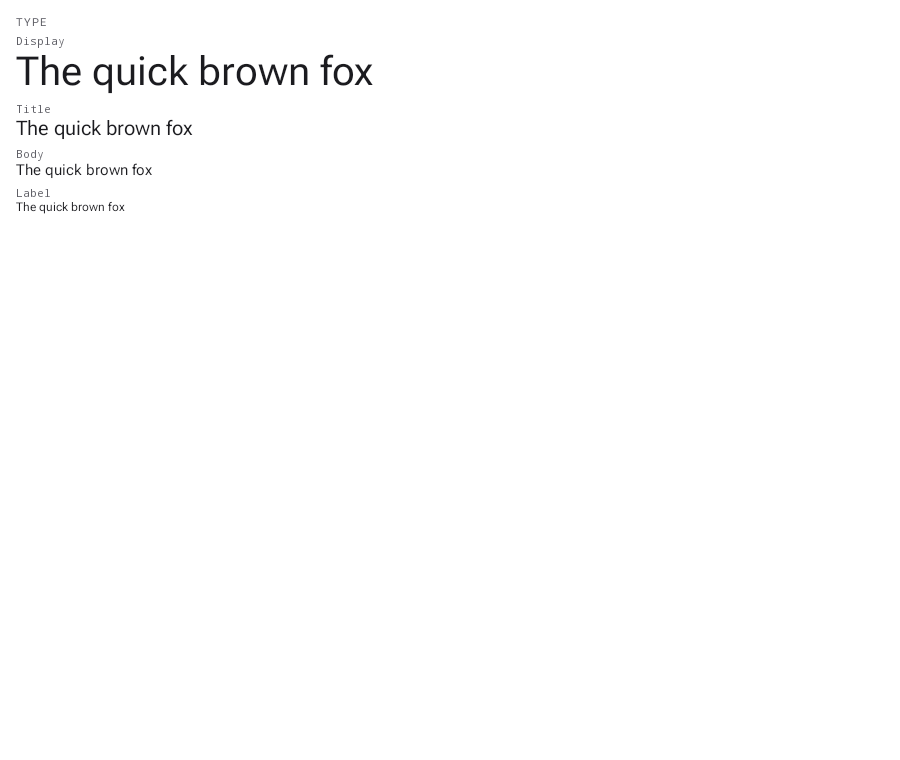 TYPE
Display
The quick brown fox
Title
The quick brown fox
Body
The quick brown fox
Label
The quick brown fox